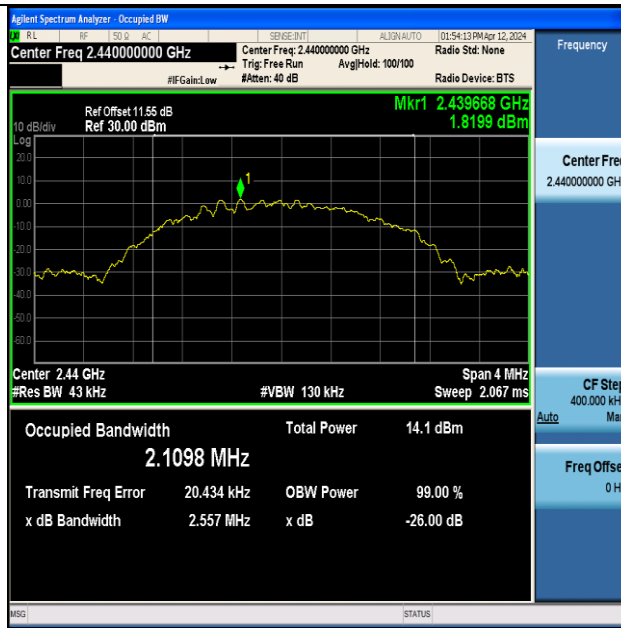 Agilent Spectrum Analyzer - Occupied BW
LXI RL RF 50 Ω AC SENSE:INT ALIGN AUTO 01:54:13 PM Apr 12, 2024
Center Freq 2.440000000 GHz
Center Freq: 2.440000000 GHz
Radio Std: None
Trig: Free Run Avg|Hold: 100/100
#IFGain:Low
#Atten: 40 dB
Radio Device: BTS
Frequency
Ref Offset 11.55 dB
Mkr1 2.439668 GHz
10 dB/div Ref 30.00 dBm
1.8199 dBm
Log
20.0
10.0
1
0.00
-10.0
-20.0
-30.0
-40.0
-50.0
-60.0
Center 2.44 GHz
Span 4 MHz
#Res BW 43 kHz
#VBW 130 kHz
Sweep 2.067 ms
Center Fre
2.440000000 GH
CF Step
400.000 kH
Auto Ma
Freq Offse
0 H
Occupied Bandwidth
Total Power 14.1 dBm
2.1098 MHz
Transmit Freq Error 20.434 kHz OBW Power 99.00 %
x dB Bandwidth 2.557 MHz x dB -26.00 dB
MSG
STATUS